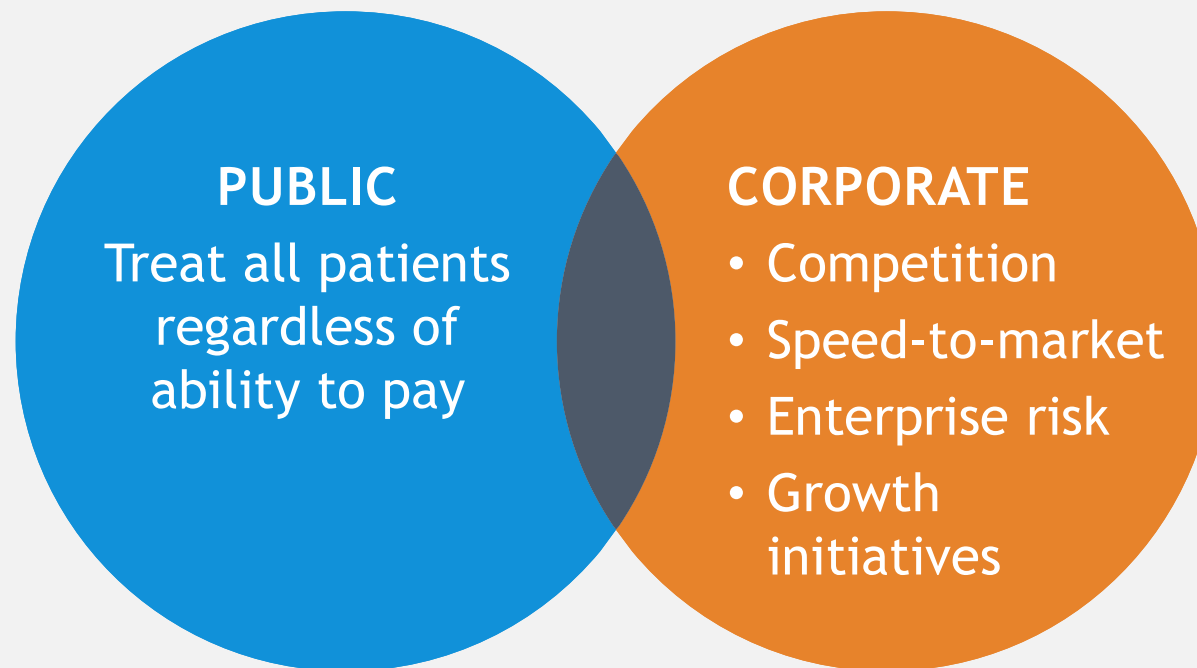 PUBLIC
Treat all patients
regardless of
ability to pay
CORPORATE
• Competition
• Speed-to-market
• Enterprise risk
• Growth
initiatives